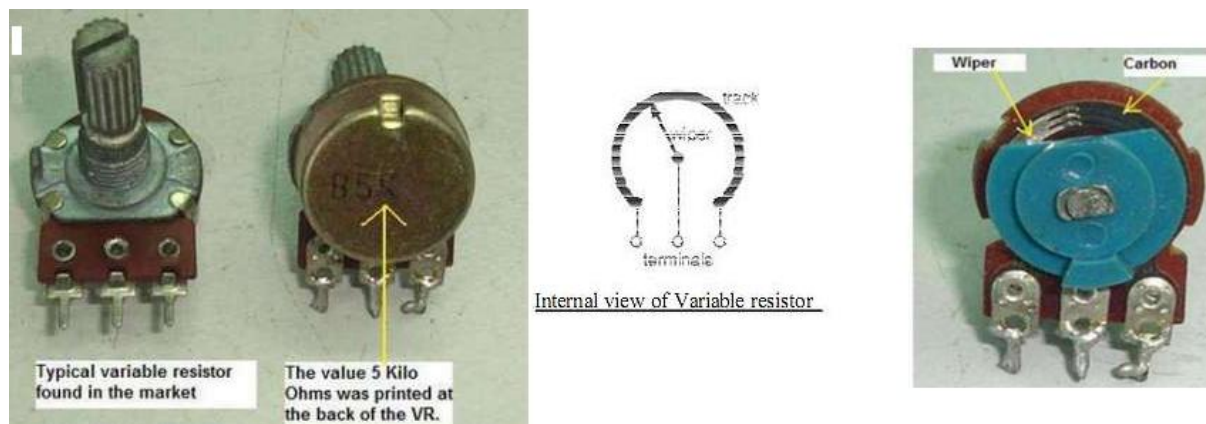 Typical variable resistor
found in the market
B5K
The value 5 Kilo
Ohms was printed at
the back of the VR.
track
wiper
terminals
Internal view of Variable resistor
Wiper
Carbon